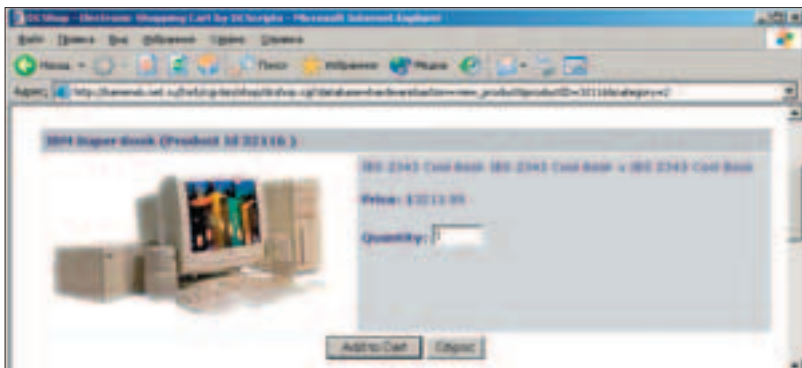 DCShop - Electronic Shopping Cart by DCScripts - Microsoft Internet Explorer
Файл Правка Вид Избранное Сервис Справка
Назад Поиск Избранное Медиа
Адрес:
IBM Super Book (Product Id 32116 )
IBS 2343 Cool Book IBS 2343 Cool Book IBS 2343 Cool Book
Price:
Quantity: 1
Add to Cart Сброс